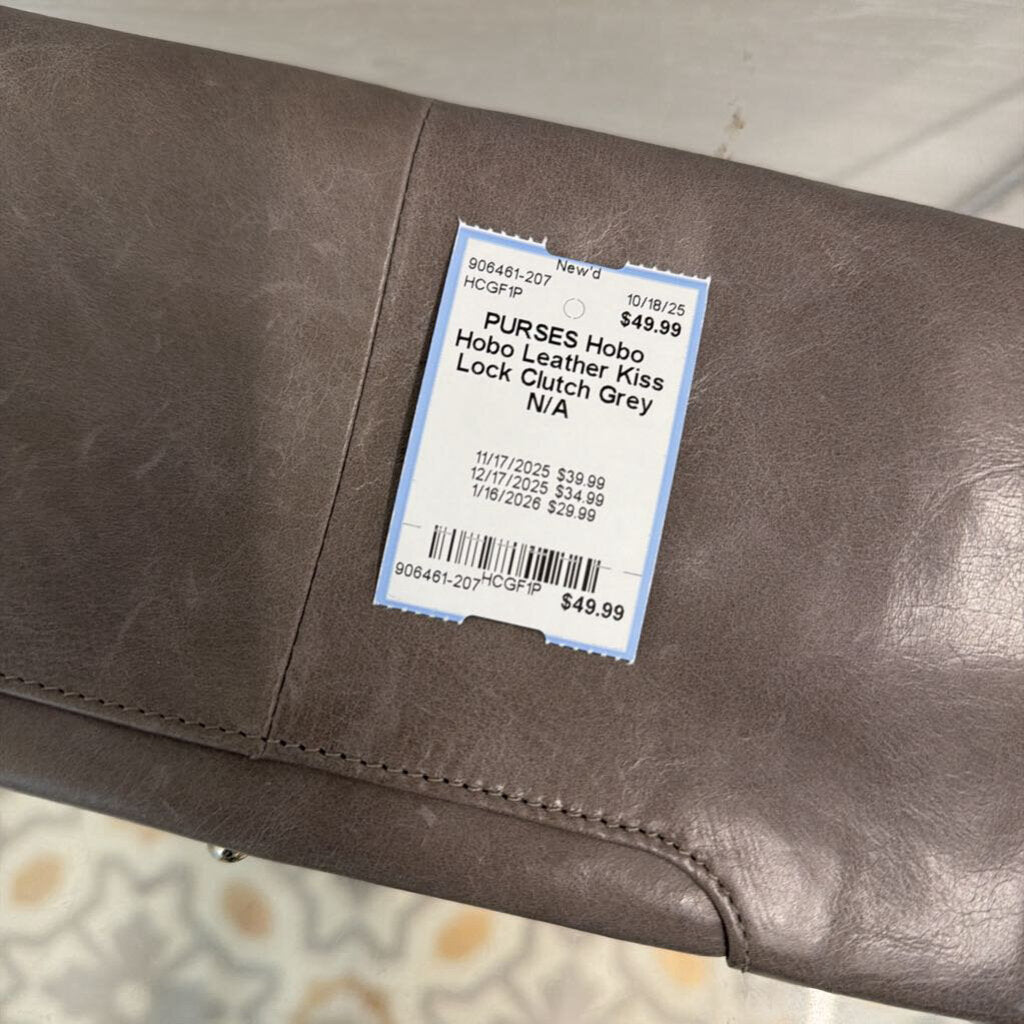 New'd
906461-207
HCGF1P
10/18/25
$49.99
PURSES Hobo
Hobo Leather Kiss
Lock Clutch Grey
N/A
11/17/2025 $39.99
12/17/2025 $34.99
1/16/2026 $29.99
906461-207 HCGF1P
$49.99